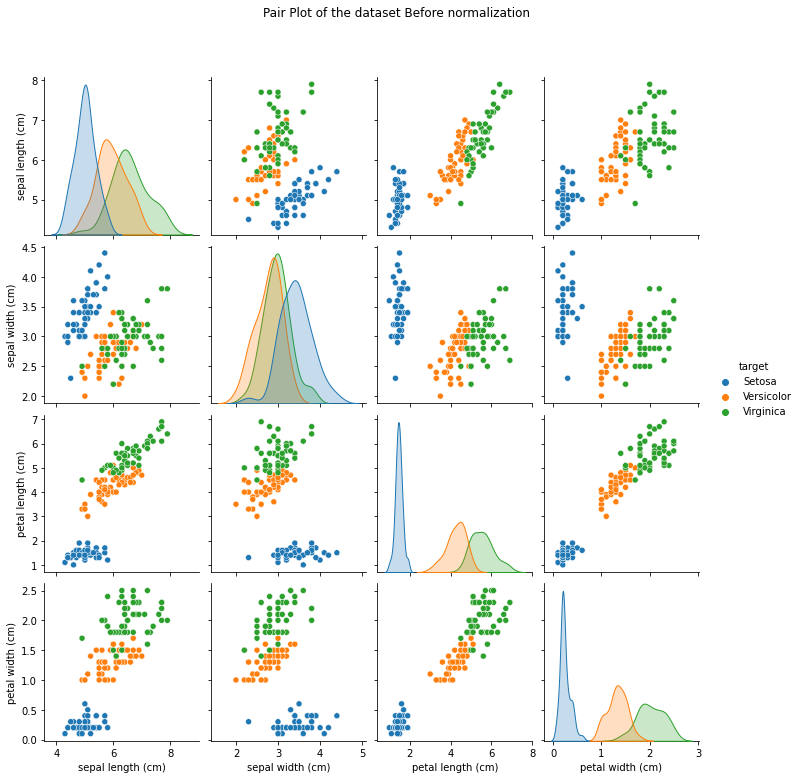 Pair Plot of the dataset Before normalization
8
7
6
5
sepal length (cm)
4.5
4.0
3.5
3.0
2.5
2.0
sepal width (cm)
target
Setosa
Versicolor
Virginica
7
6
5
4
3
2
1
petal length (cm)
2.5
2.0
1.5
1.0
0.5
0.0
petal width (cm)
4 6 8
2 3 4 5
2 4 6 8
0 1 2 3
sepal length (cm) sepal width (cm) petal length (cm) petal width (cm)